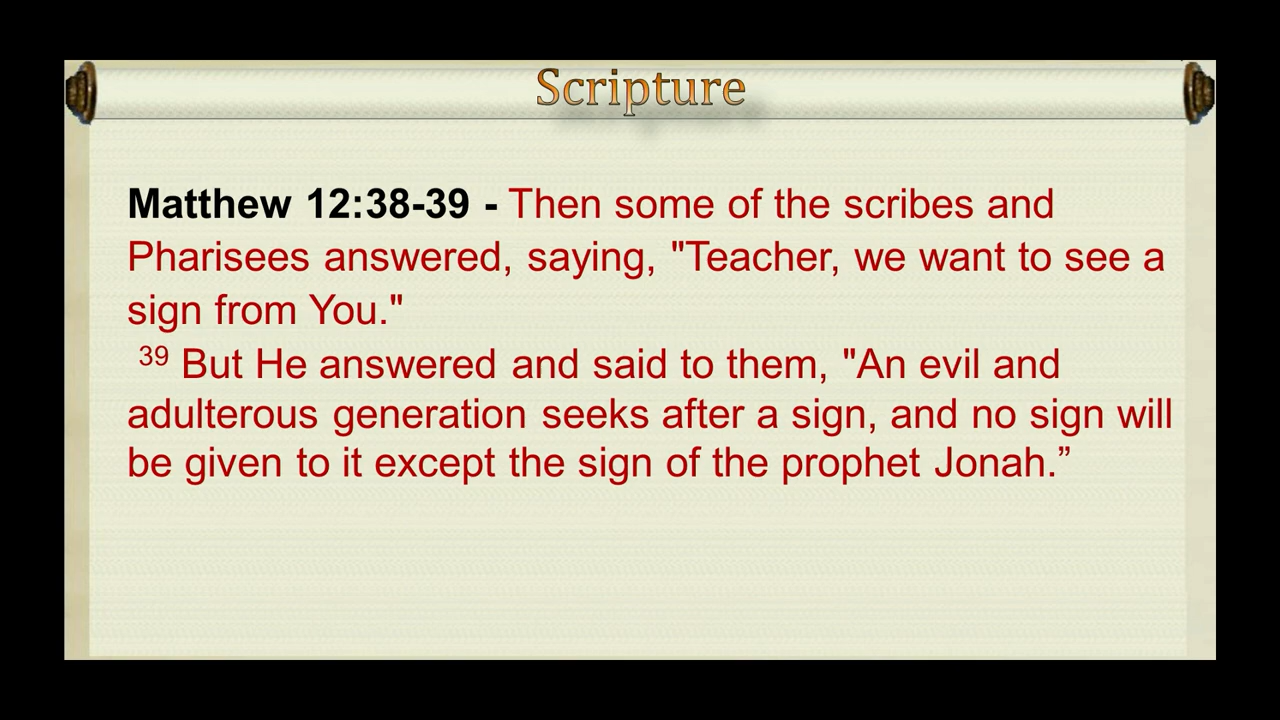 Scripture
Matthew 12:38-39 - Then some of the scribes and
Pharisees answered, saying, "Teacher, we want to see a
sign from You."
39 But He answered and said to them, "An evil and
adulterous generation seeks after a sign, and no sign will
be given to it except the sign of the prophet Jonah.”